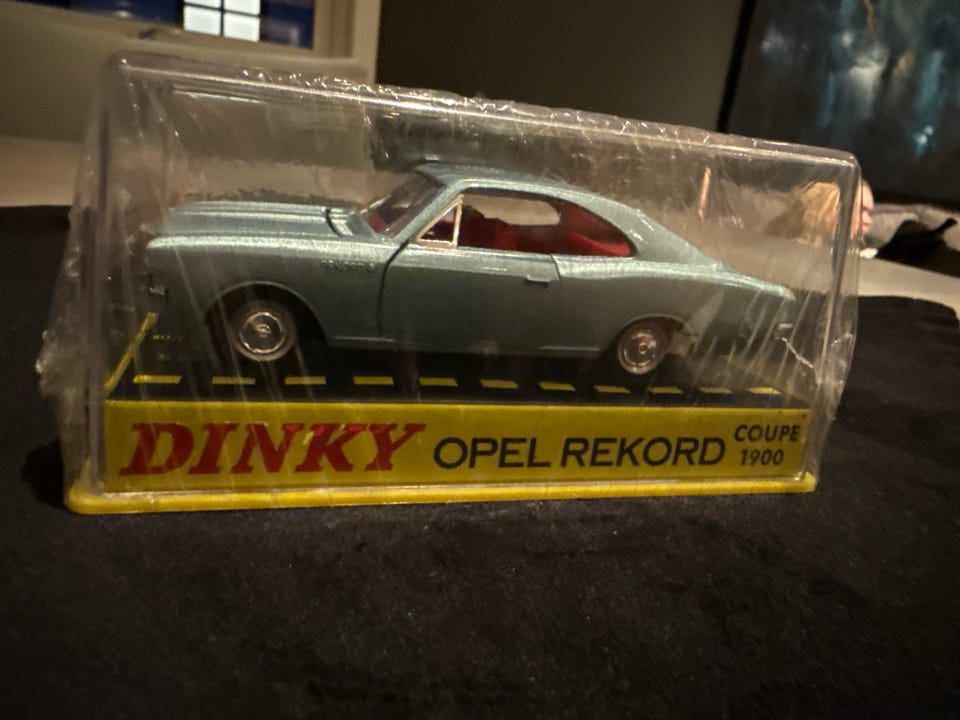 DINKY OPEL REKORD COUPE
1900